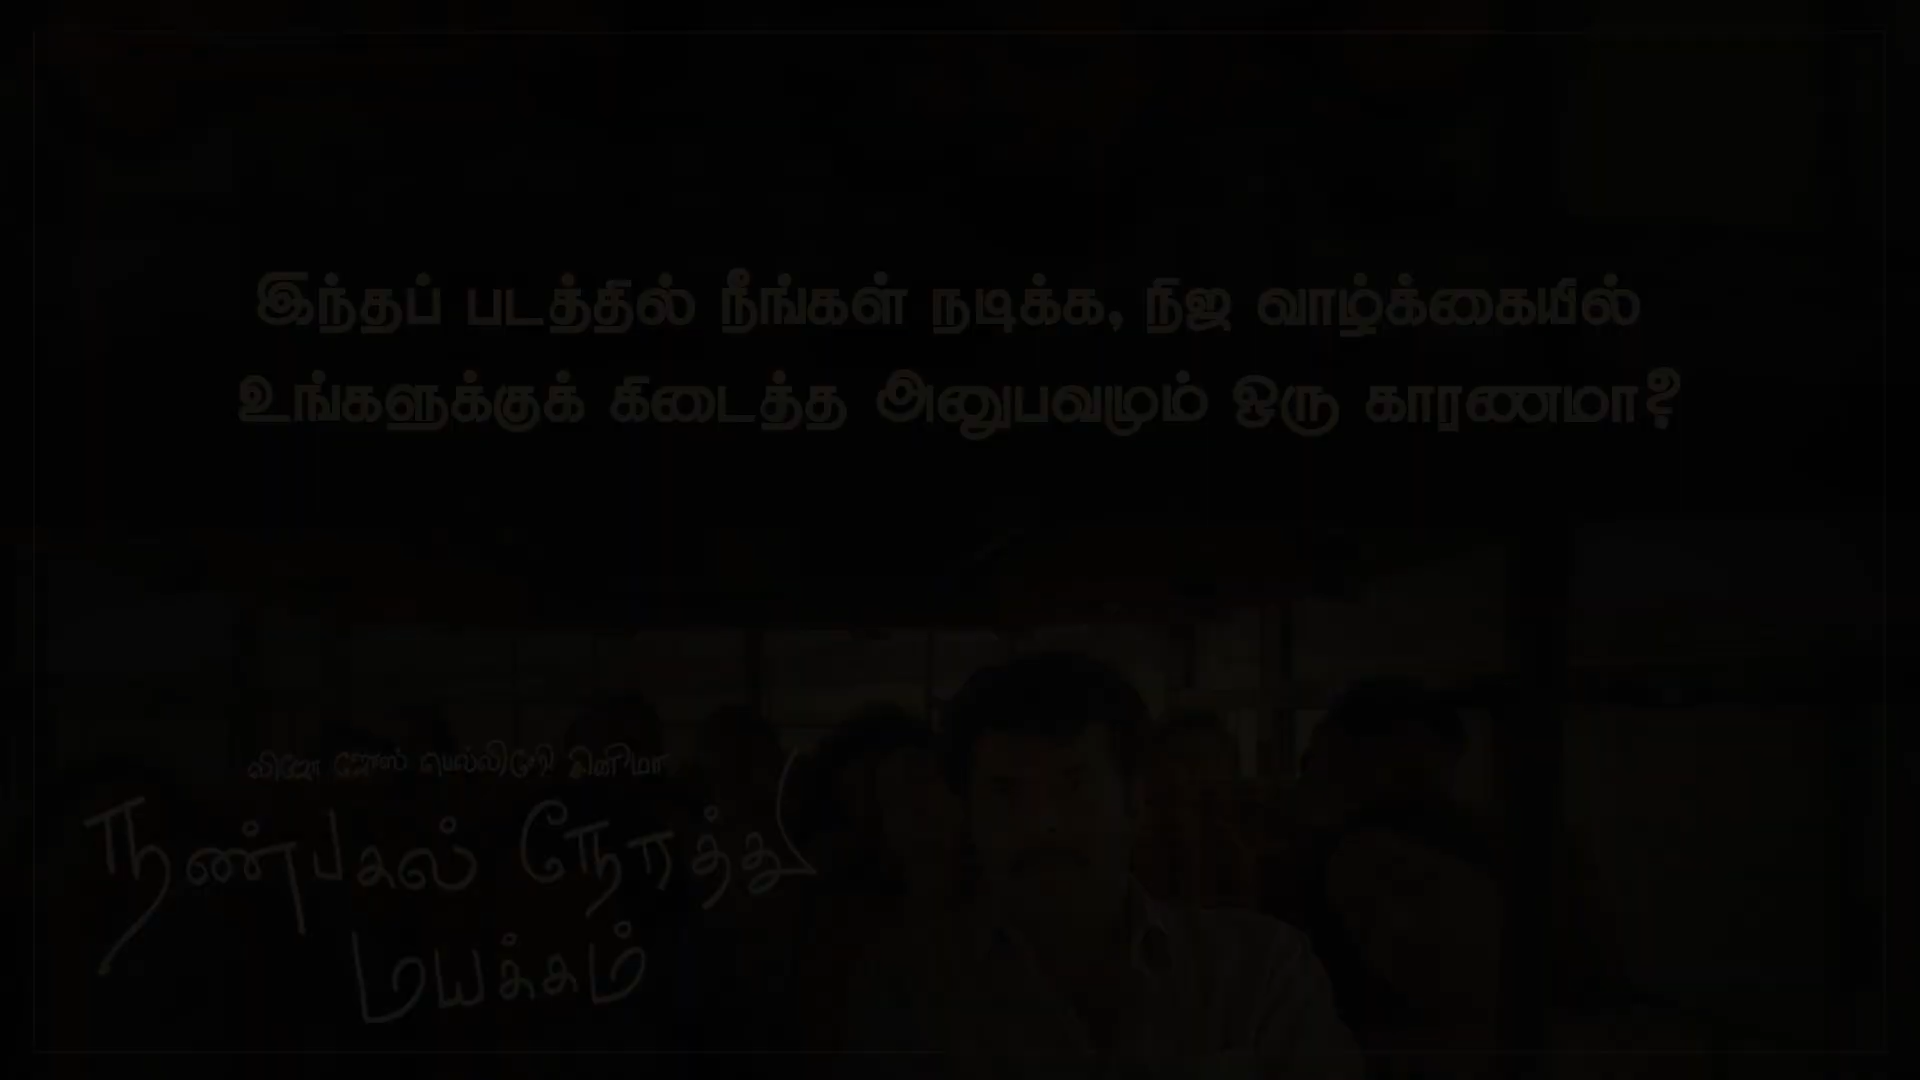 இந்தப் படத்தில் நீங்கள் நடிக்க, நிஜ வாழ்க்கையில்
உங்களுக்குக் கிடைத்த அனுபவமும் ஒரு காரணமா?
லிஜோ ஜோஸ் பெல்லிசேரி சினிமா
நண்பகல் நேரத்து
மயக்கம்